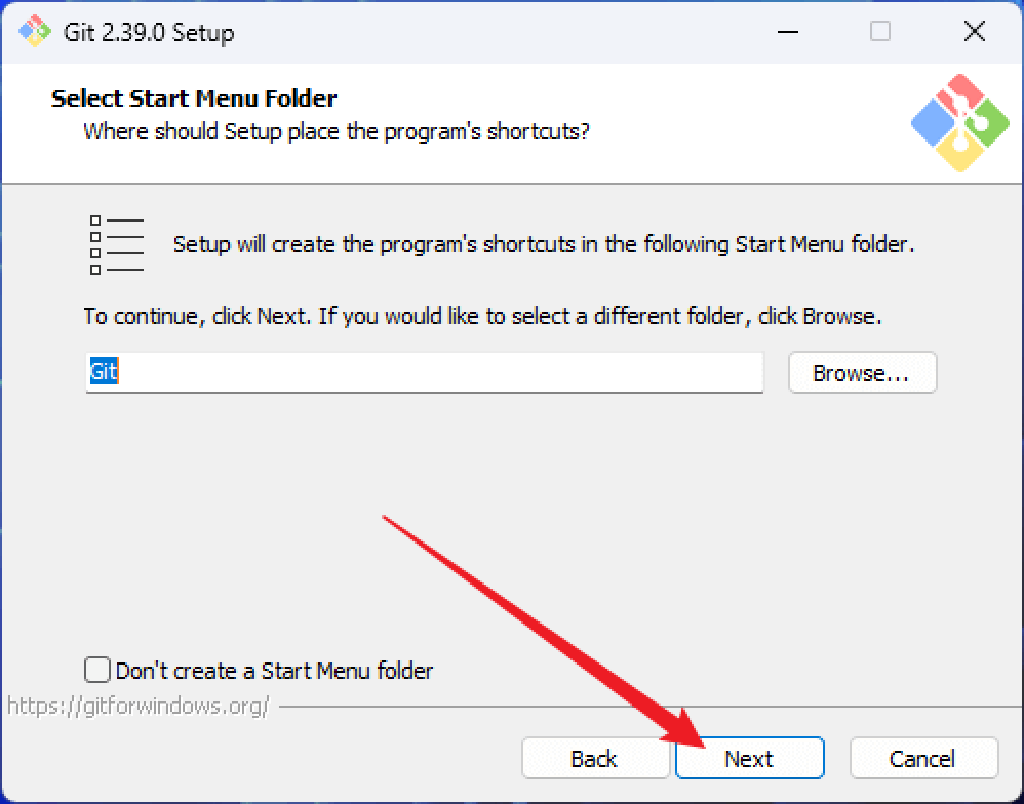 Git 2.39.0 Setup
Select Start Menu Folder
Where should Setup place the program's shortcuts?
Setup will create the program's shortcuts in the following Start Menu folder.
To continue, click Next. If you would like to select a different folder, click Browse.
Git
Browse...
Don't create a Start Menu folder
https://gitforwindows.org/
Back
Next
Cancel